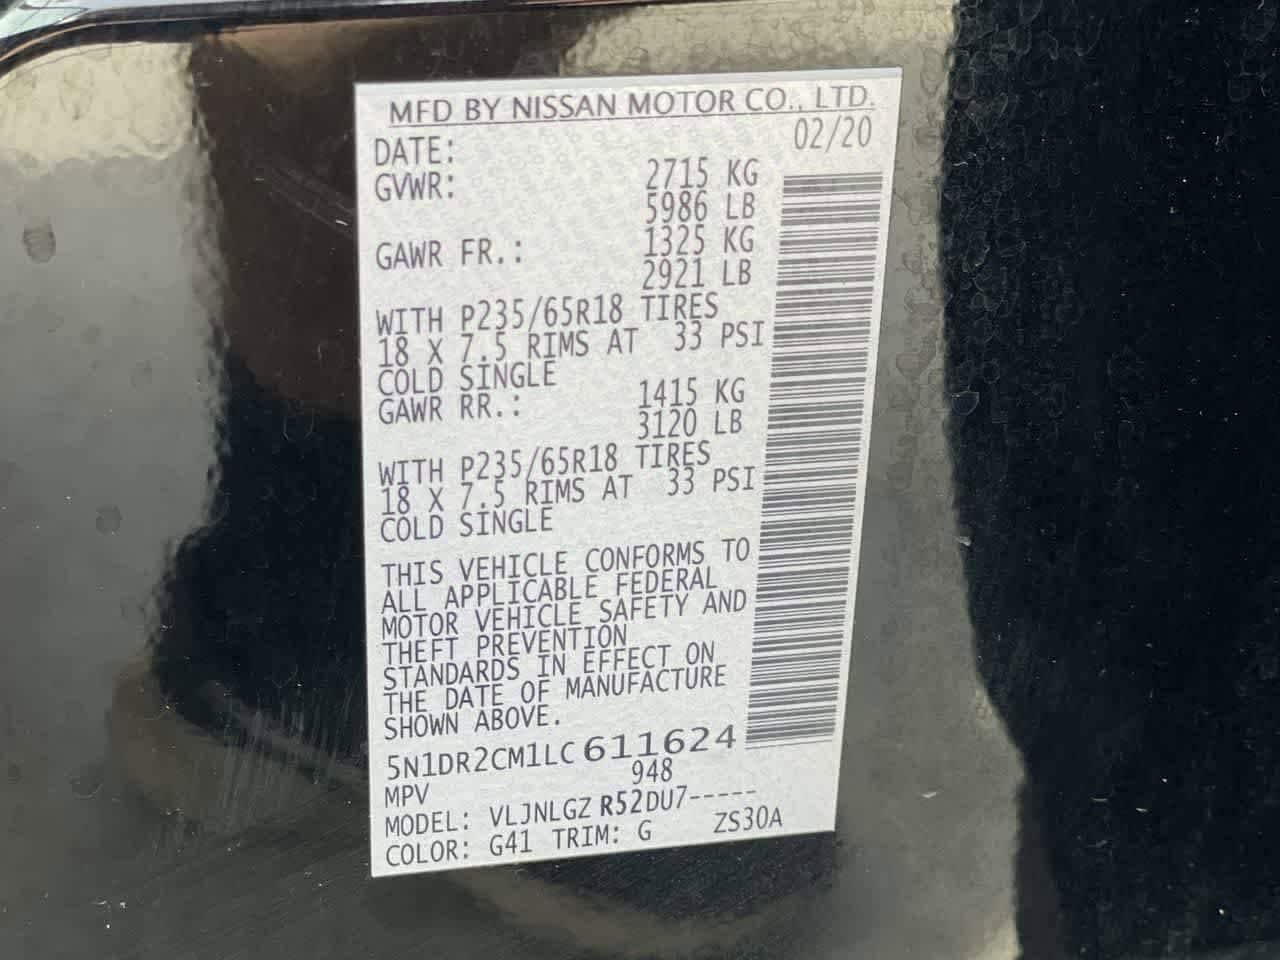 MFD BY NISSAN MOTOR CO., LTD.
DATE: 02/20
GVWR: 2715 KG
5986 LB
GAWR FR.: 1325 KG
2921 LB
WITH P235/65R18 TIRES
18 X 7.5 RIMS AT 33 PSI
COLD SINGLE
GAWR RR.: 1415 KG
3120 LB
WITH P235/65R18 TIRES
18 X 7.5 RIMS AT 33 PSI
COLD SINGLE
THIS VEHICLE CONFORMS TO
ALL APPLICABLE FEDERAL
MOTOR VEHICLE SAFETY AND
THEFT PREVENTION
STANDARDS IN EFFECT ON
THE DATE OF MANUFACTURE
SHOWN ABOVE.
5N1DR2CM1LC611624
948
MPV
MODEL: VLJNLGZ R52DU7-----
COLOR: G41 TRIM: G ZS30A